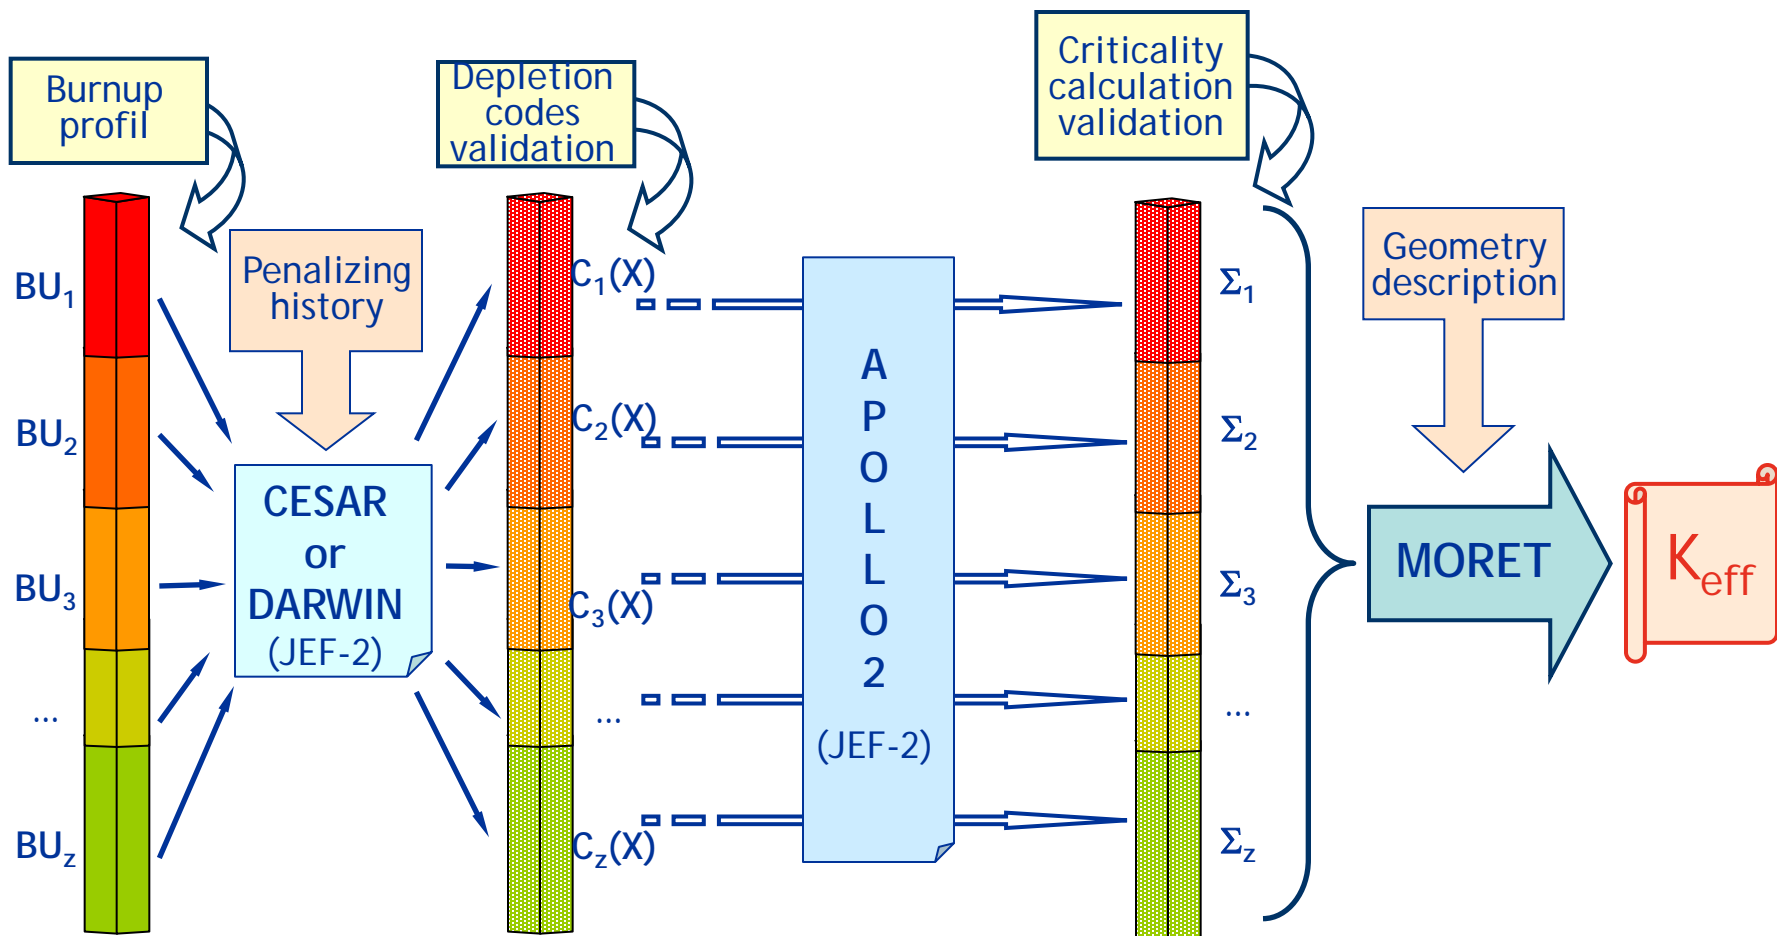 Burnup
profil
Depletion
codes
validation
Criticality
calculation
validation
Penalizing
history
Geometry
description
BU1
BU2
BU3
...
BUz
CESAR
or
DARWIN
(JEF-2)
C1(X)
C2(X)
C3(X)
...
Cz(X)
A
P
O
L
L
O
2
(JEF-2)
Σ1
Σ2
Σ3
...
Σz
MORET
Keff